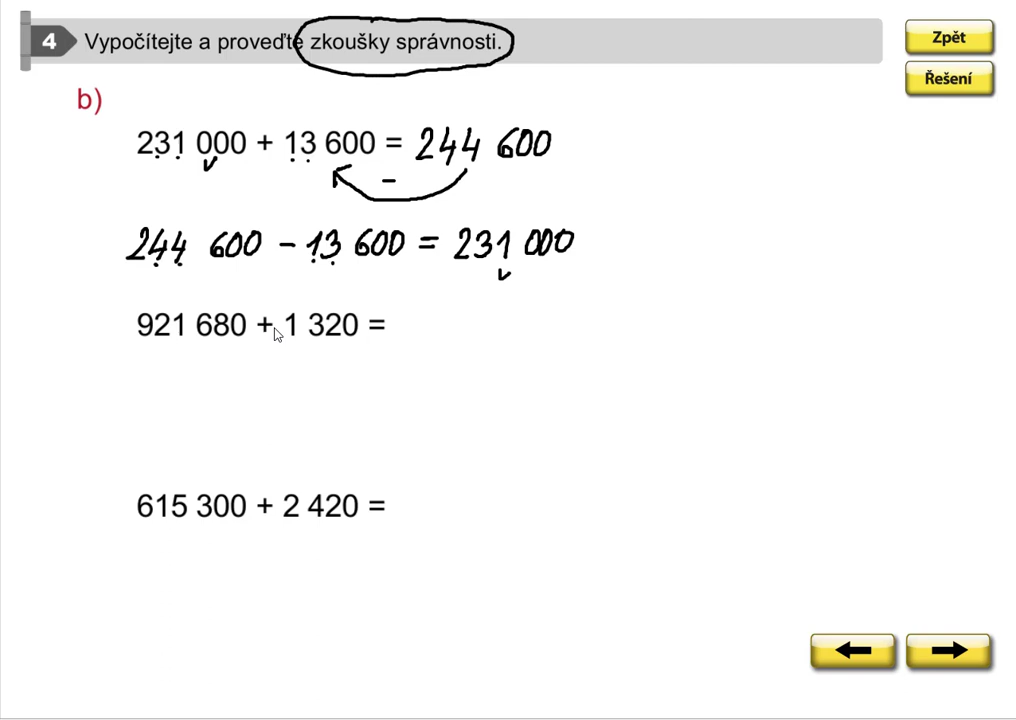 4 Vypočítejte a proveďte zkoušky správnosti.
Zpět
Řešení
b)
231 000 + 13 600 = 244 600
–
244 600 – 13 600 = 231 000
921 680 + 1 320 =
615 300 + 2 420 =